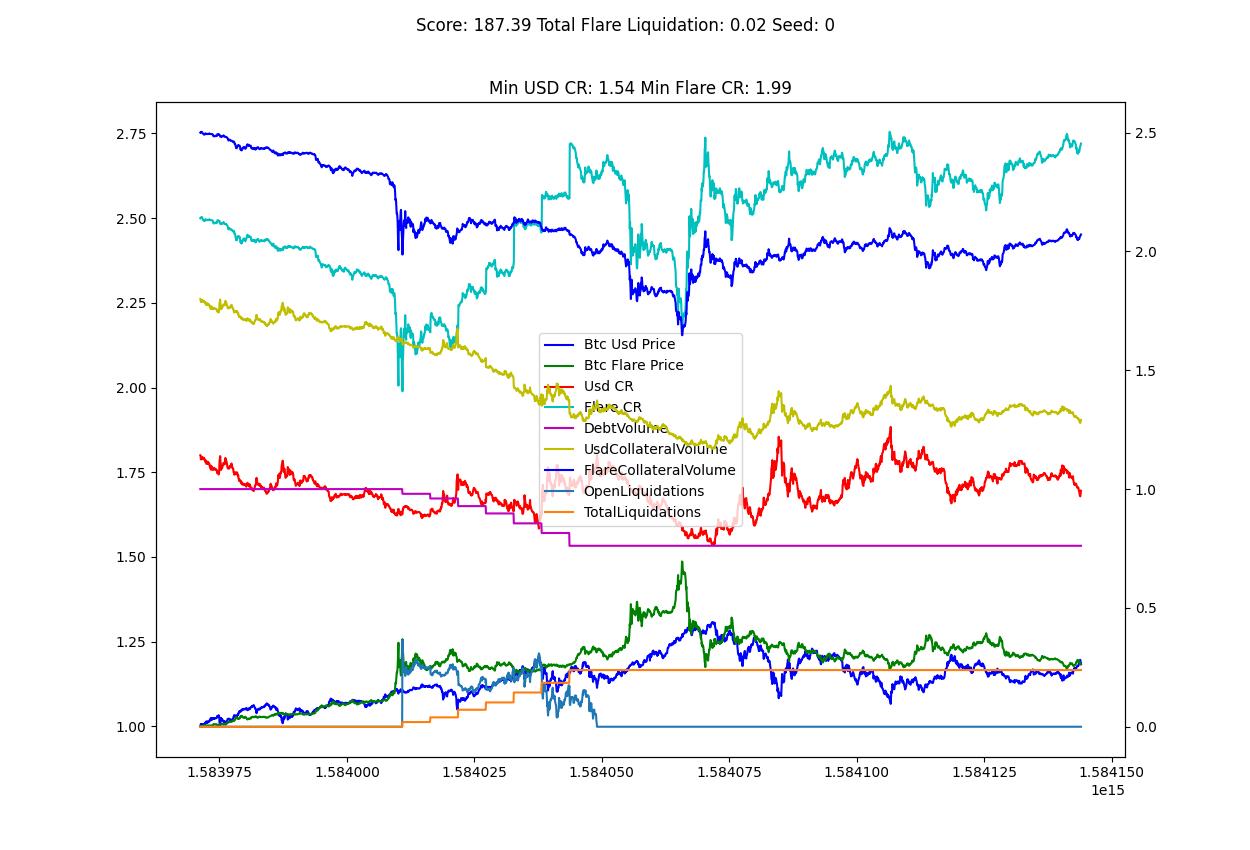 Score: 187.39 Total Flare Liquidation: 0.02 Seed: 0
Min USD CR: 1.54 Min Flare CR: 1.99
2.75
2.50
2.25
2.00
1.75
1.50
1.25
1.00
2.5
2.0
1.5
1.0
0.5
0.0
Btc Usd Price
Btc Flare Price
Usd CR
Flare CR
DebtVolume
UsdCollateralVolume
FlareCollateralVolume
OpenLiquidations
TotalLiquidations
1.583975 1.584000 1.584025 1.584050 1.584075 1.584100 1.584125 1.584150
1e15